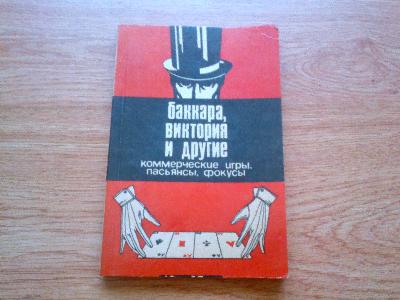 баккара,
виктория
и другие
коммерческие игры,
пасьянсы, фокусы